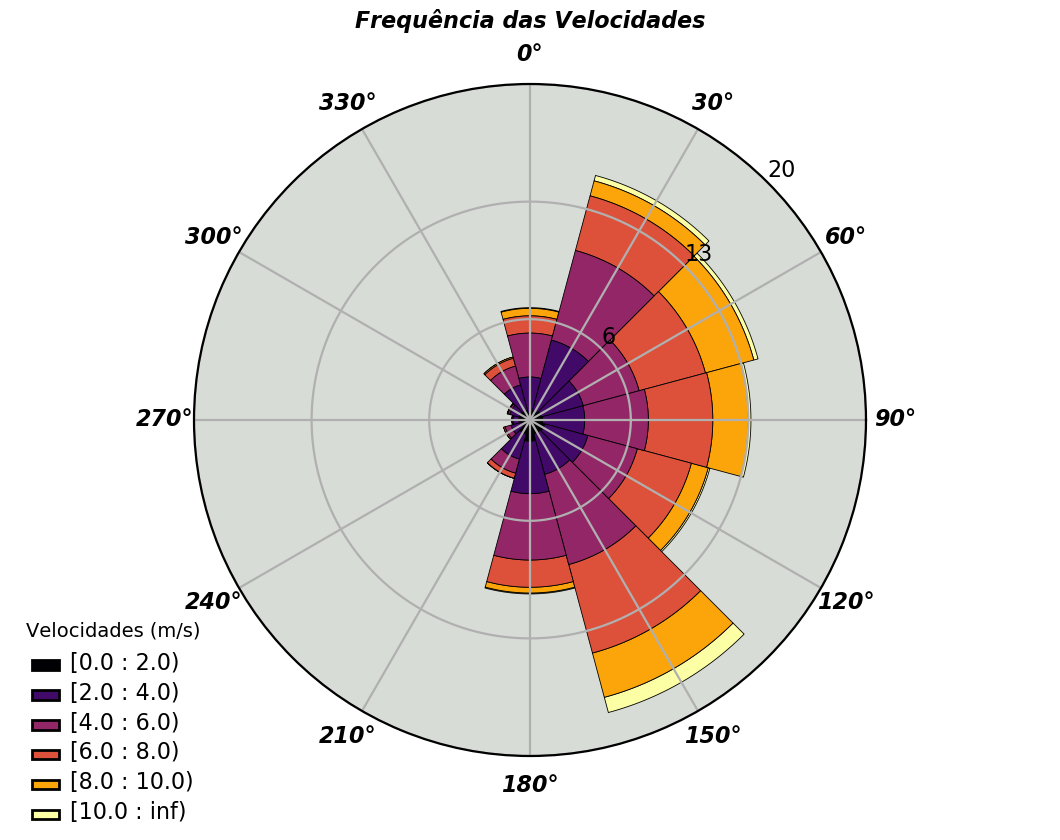 Frequência das Velocidades
0°
330°
30°
20
300°
60°
13
6
270°
90°
240°
120°
210°
150°
180°
Velocidades (m/s)
[0.0 : 2.0)
[2.0 : 4.0)
[4.0 : 6.0)
[6.0 : 8.0)
[8.0 : 10.0)
[10.0 : inf)